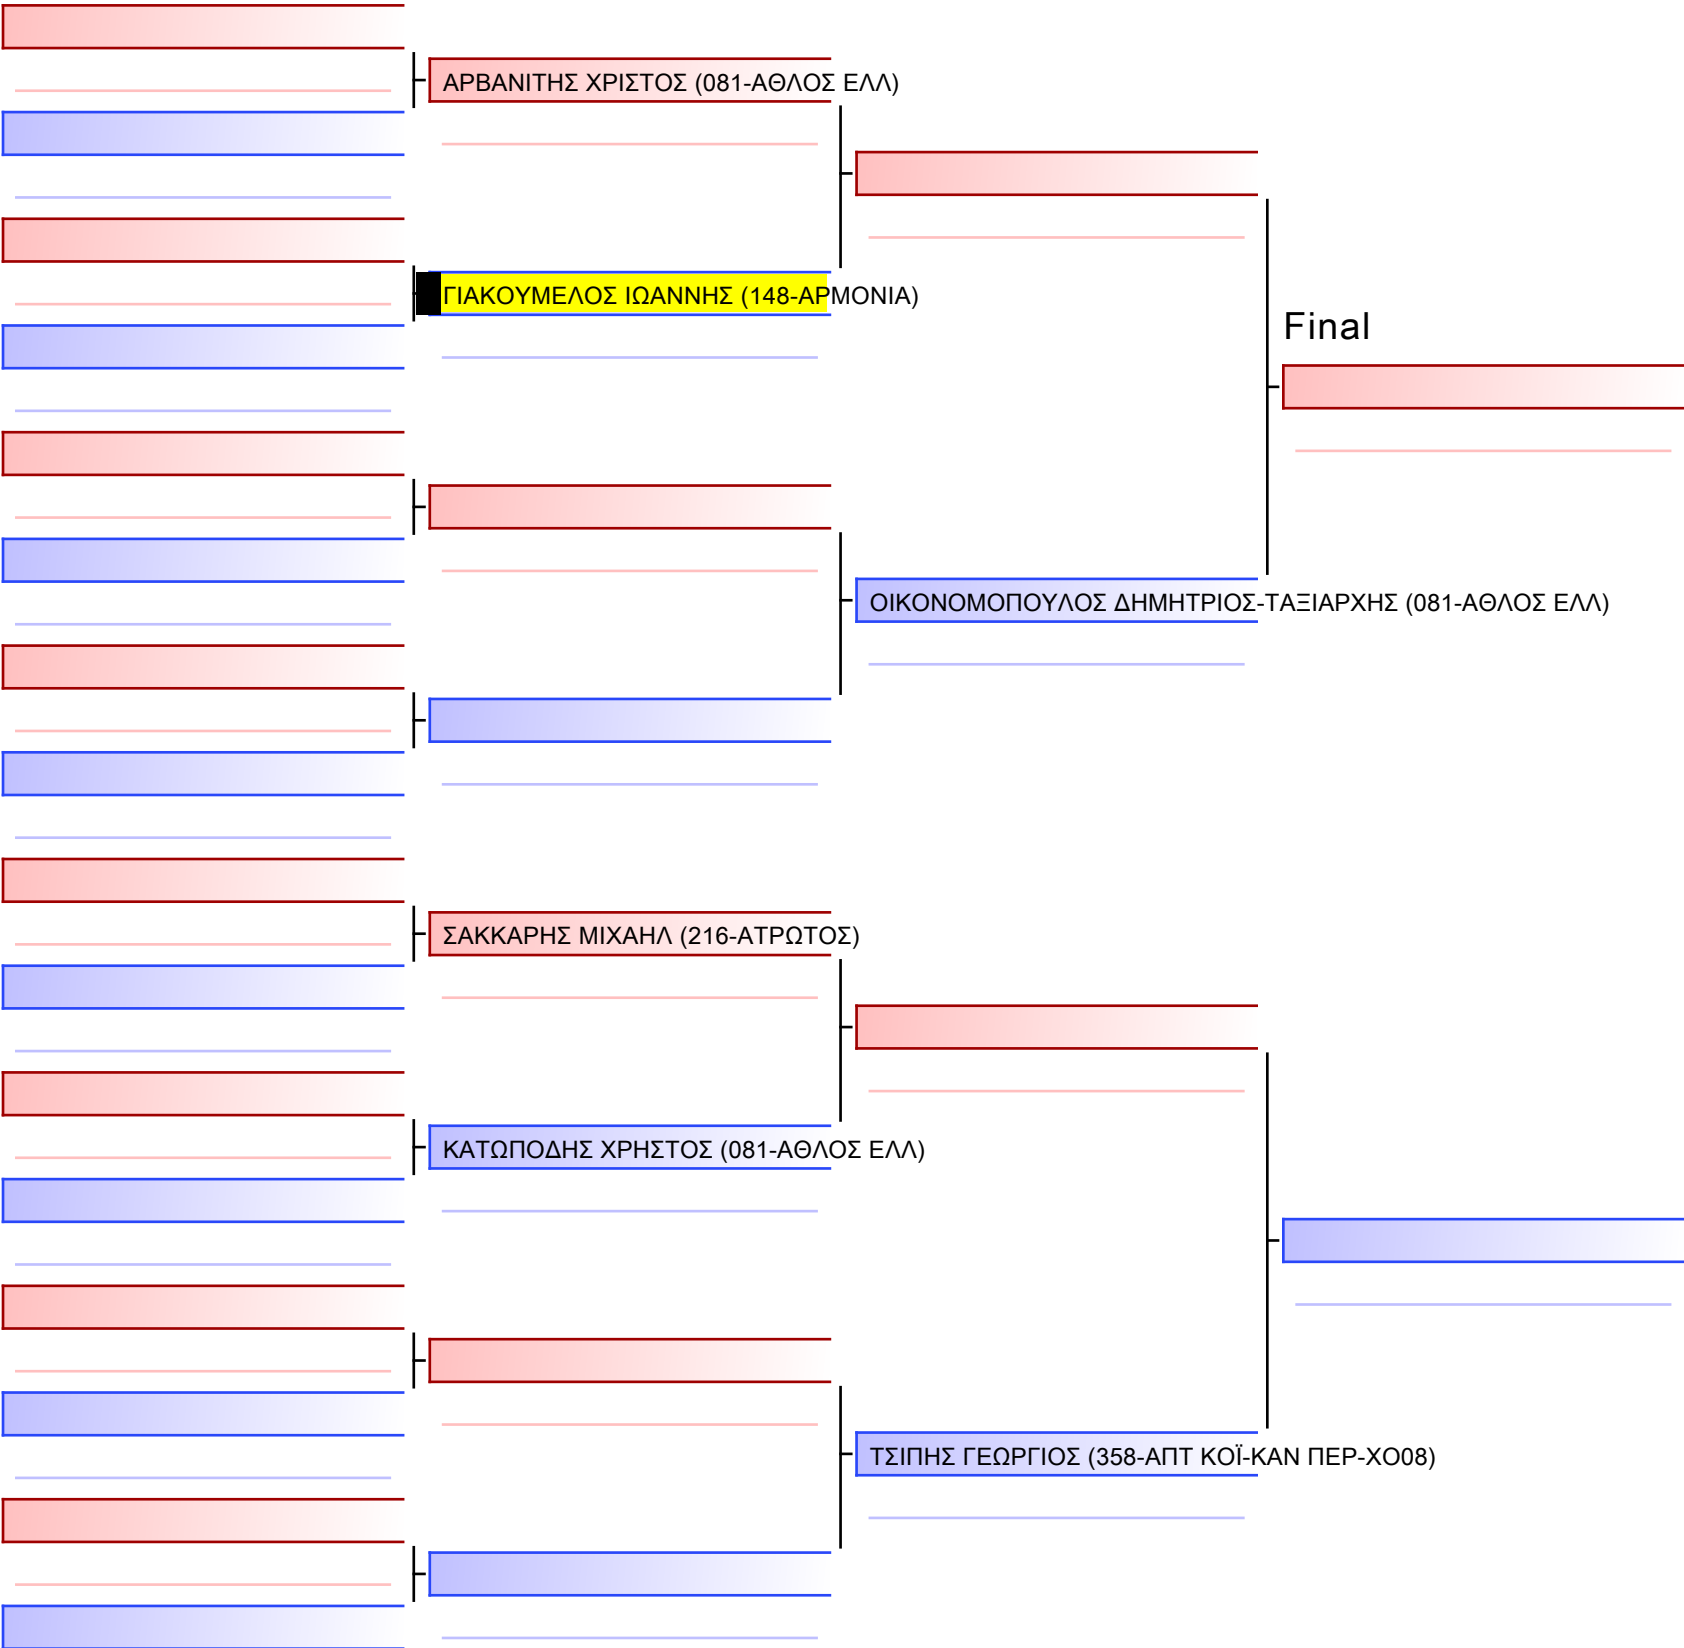 ΑΡΒΑΝΙΤΗΣ ΧΡΙΣΤΟΣ (081-ΑΘΛΟΣ ΕΛΛ)
ΓΙΑΚΟΥΜΕΛΟΣ ΙΩΑΝΝΗΣ (148-ΑΡΜΟΝΙΑ)
Final
ΟΙΚΟΝΟΜΟΠΟΥΛΟΣ ΔΗΜΗΤΡΙΟΣ-ΤΑΞΙΑΡΧΗΣ (081-ΑΘΛΟΣ ΕΛΛ)
ΣΑΚΚΑΡΗΣ ΜΙΧΑΗΛ (216-ΑΤΡΩΤΟΣ)
ΚΑΤΩΠΟΔΗΣ ΧΡΗΣΤΟΣ (081-ΑΘΛΟΣ ΕΛΛ)
ΤΣΙΠΗΣ ΓΕΩΡΓΙΟΣ (358-ΑΠΤ ΚΟΪ-ΚΑΝ ΠΕΡ-ΧΟ08)